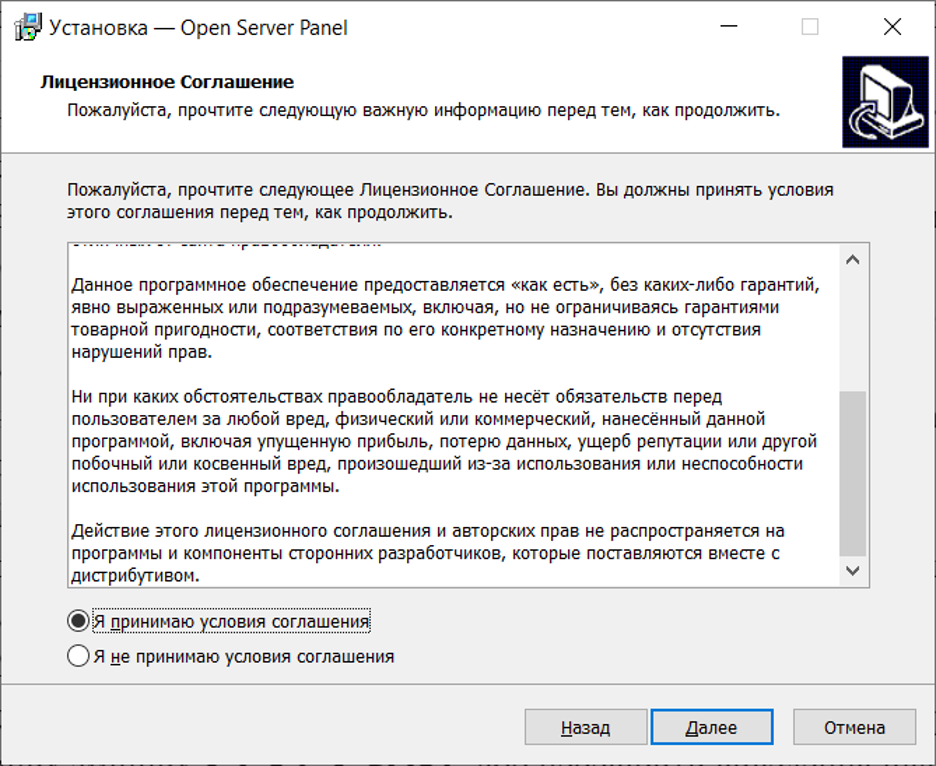 Установка — Open Server Panel
Лицензионное Соглашение
Пожалуйста, прочтите следующую важную информацию перед тем, как продолжить.
Пожалуйста, прочтите следующее Лицензионное Соглашение. Вы должны принять условия
этого соглашения перед тем, как продолжить.
Данное программное обеспечение предоставляется «как есть», без каких-либо гарантий,
явно выраженных или подразумеваемых, включая, но не ограничиваясь гарантиями
товарной пригодности, соответствия по его конкретному назначению и отсутствия
нарушений прав.
Ни при каких обстоятельствах правообладатель не несёт обязательств перед
пользователем за любой вред, физический или коммерческий, нанесённый данной
программой, включая упущенную прибыль, потерю данных, ущерб репутации или другой
побочный или косвенный вред, произошедший из-за использования или неспособности
использования этой программы.
Действие этого лицензионного соглашения и авторских прав не распространяется на
программы и компоненты сторонних разработчиков, которые поставляются вместе с
дистрибутивом.
Я принимаю условия соглашения
Я не принимаю условия соглашения
Назад
Далее
Отмена